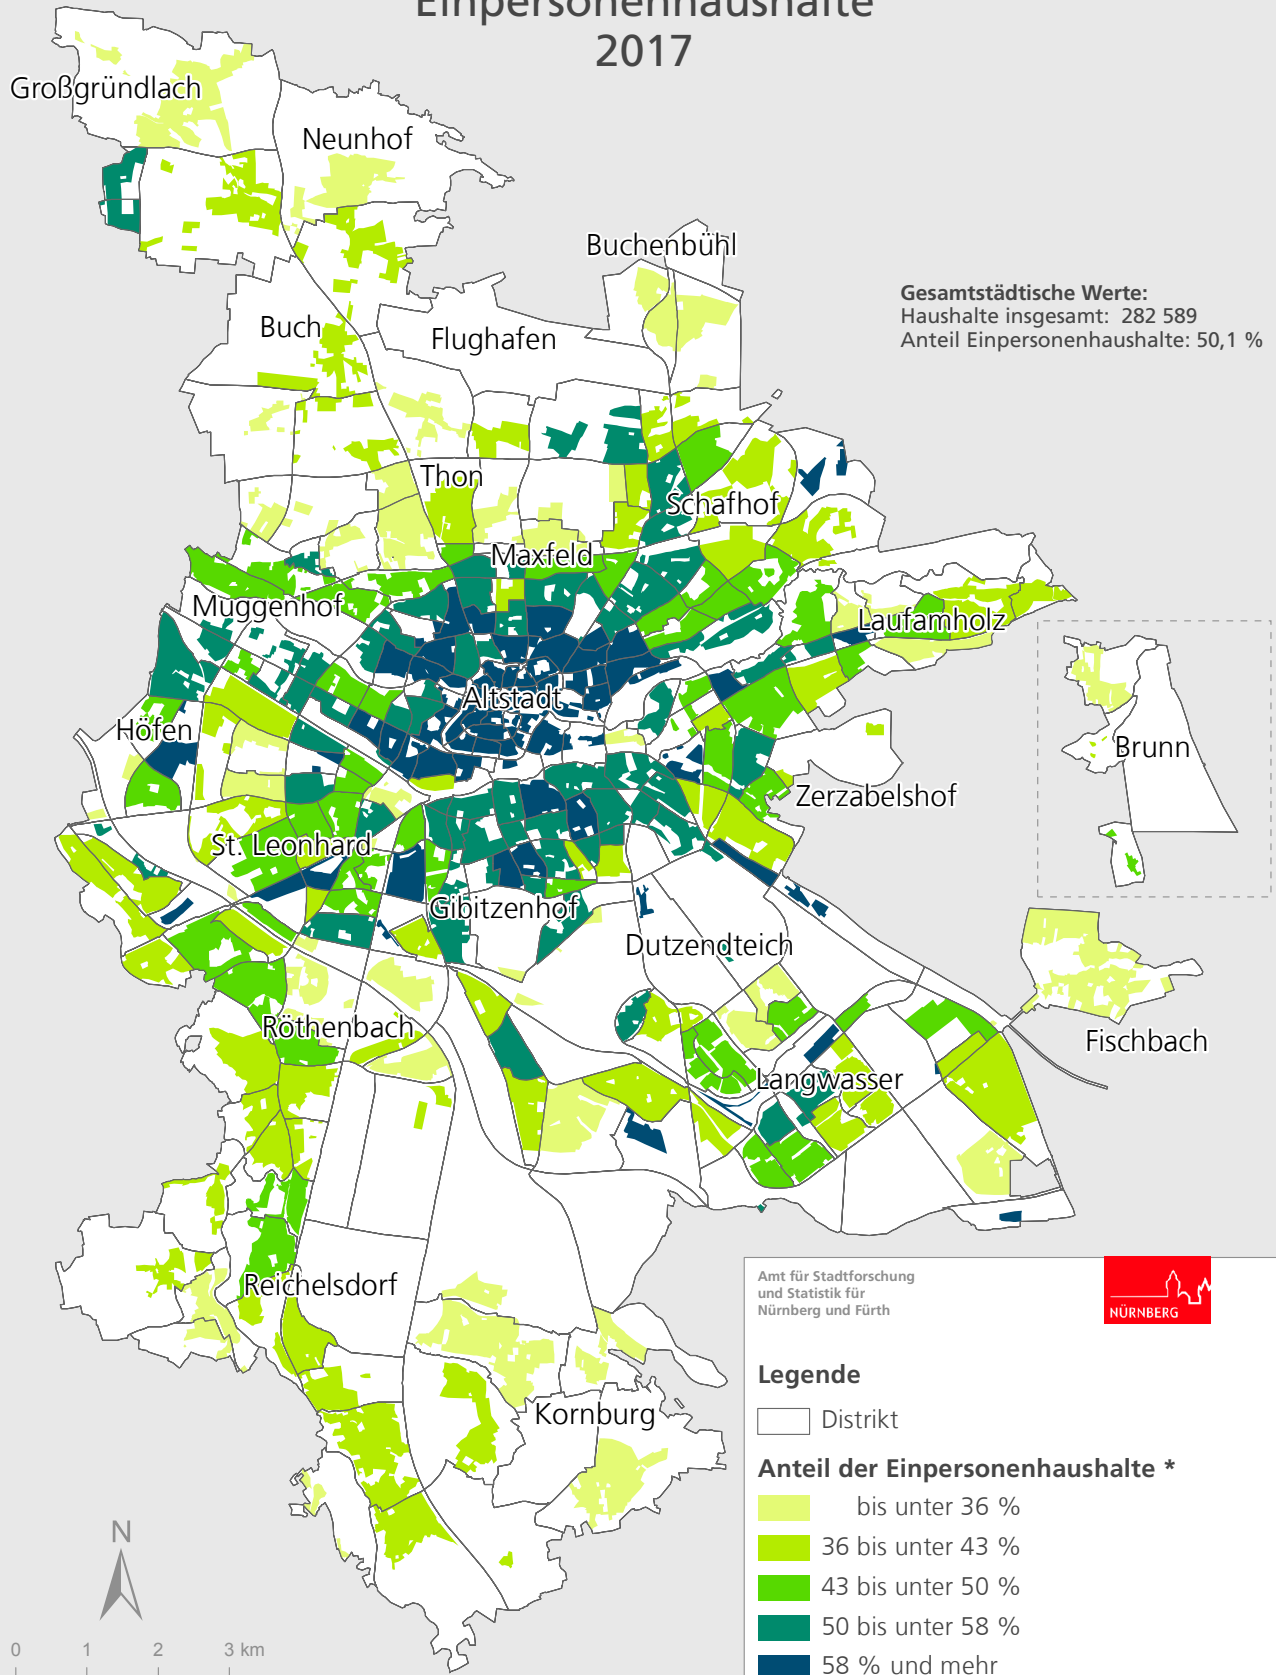 Einpersonenhaushalte
2017
Großgründlach
Neunhof
Buchenbühl
Gesamtstädtische Werte:
Haushalte insgesamt: 282 589
Anteil Einpersonenhaushalte: 50,1 %
Buch
Flughafen
Thon
Schafhof
Maxfeld
Muggenhof
Laufamholz
Altstadt
Höfen
Brunn
Zerzabelshof
St. Leonhard
Gibitzenhof
Dutzendteich
Röthenbach
Fischbach
Langwasser
Reichelsdorf
Kornburg
Amt für Stadtforschung
und Statistik für
Nürnberg und Fürth
NÜRNBERG
Legende
Distrikt
Anteil der Einpersonenhaushalte *
bis unter 36 %
36 bis unter 43 %
43 bis unter 50 %
50 bis unter 58 %
58 % und mehr
N
0 1 2 3 km